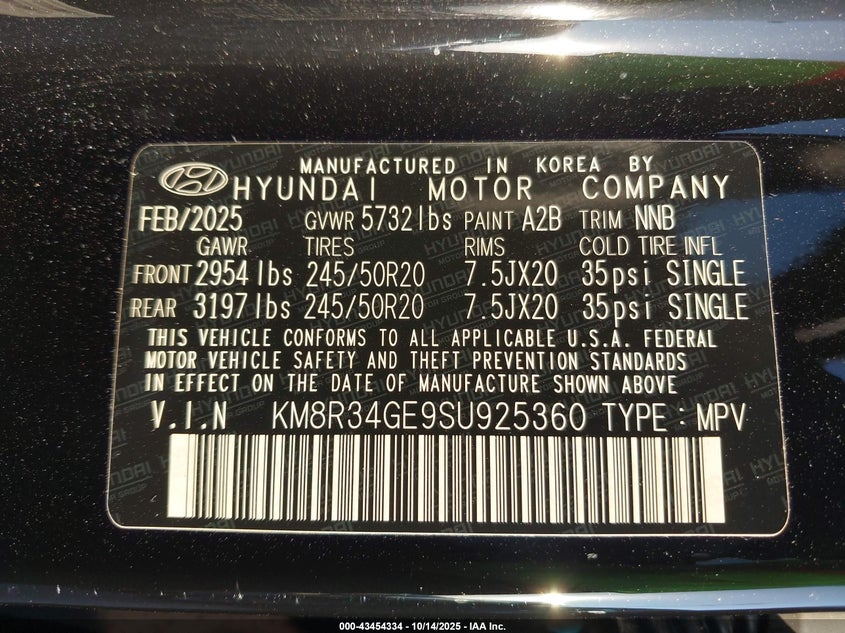 MANUFACTURED IN KOREA BY
HYUNDAI MOTOR COMPANY
FEB/2025 GVWR 5732 lbs PAINT A2B TRIM NNB
GAWR TIRES RIMS COLD TIRE INFL
FRONT 2954 lbs 245/50R20 7.5JX20 35psi SINGLE
REAR 3197 lbs 245/50R20 7.5JX20 35psi SINGLE
THIS VEHICLE CONFORMS TO ALL APPLICABLE U.S.A. FEDERAL
MOTOR VEHICLE SAFETY AND THEFT PREVENTION STANDARDS
IN EFFECT ON THE DATE OF MANUFACTURE SHOWN ABOVE
V.I.N KM8R34GE9SU925360 TYPE : MPV
000-43454334 - 10/14/2025 - IAA Inc.